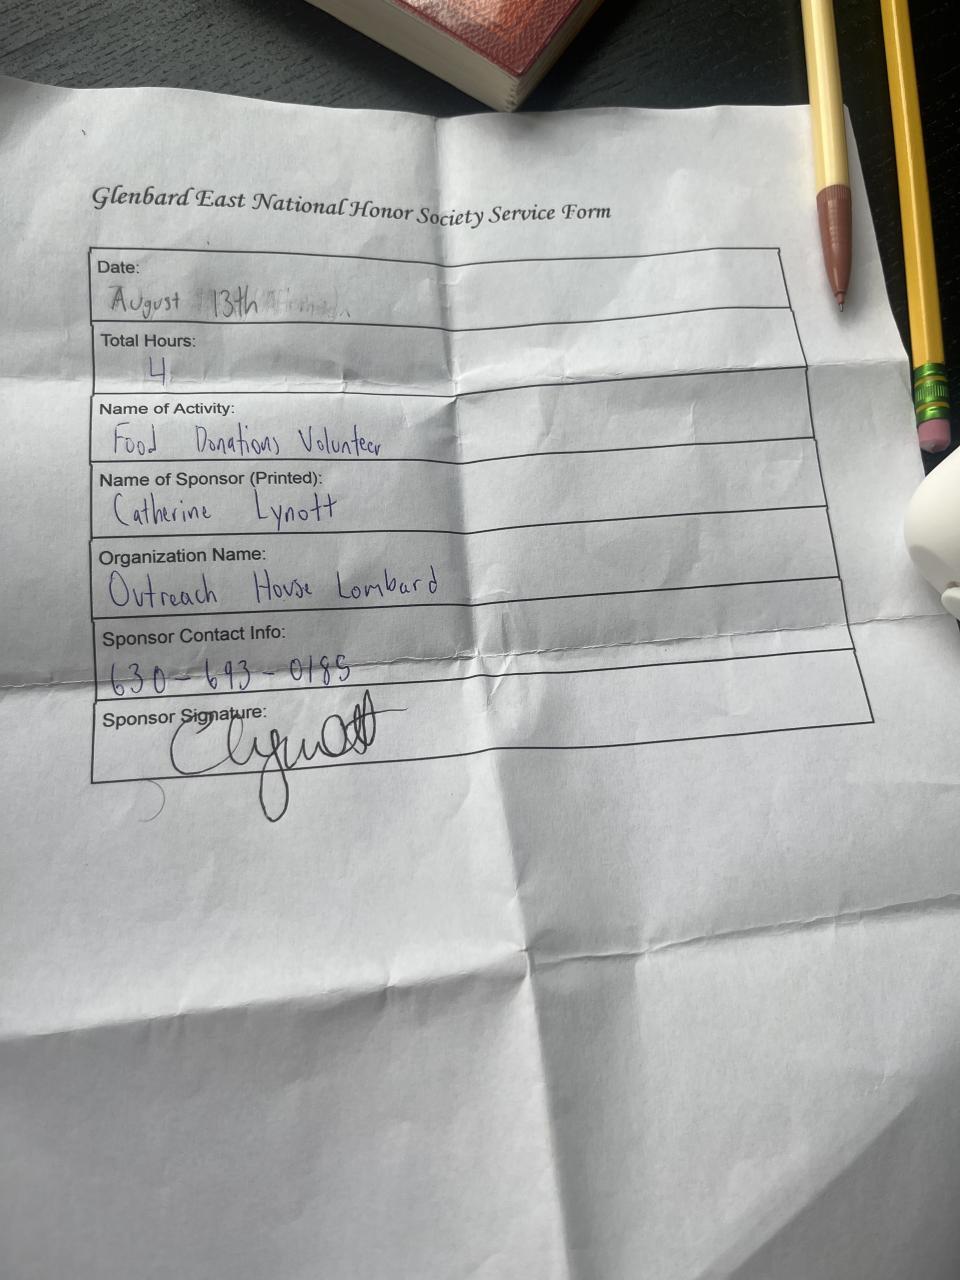 Glenbard East National Honor Society Service Form
Date:
August 13th
Total Hours:
4
Name of Activity:
Food Donations Volunteer
Name of Sponsor (Printed):
Catherine Lynott
Organization Name:
Outreach House Lombard
Sponsor Contact Info:
630-693-0185
Sponsor Signature:
CLynott